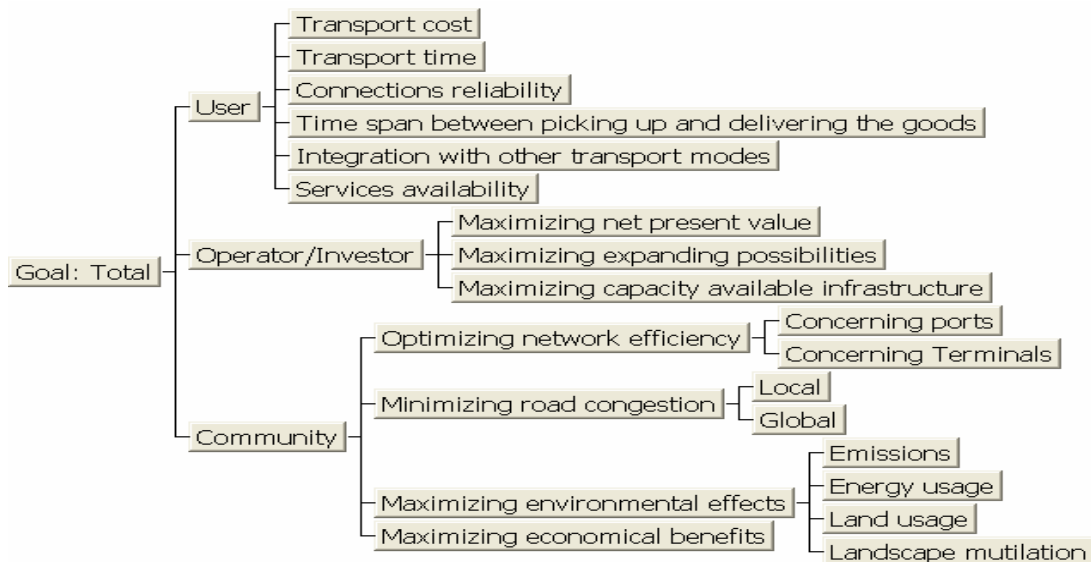 Transport cost
Transport time
Connections reliability
User
Time span between picking up and delivering the goods
Integration with other transport modes
Services availability
Maximizing net present value
Operator/Investor
Maximizing expanding possibilities
Goal: Total
Maximizing capacity available infrastructure
Concerning ports
Optimizing network efficiency
Concerning Terminals
Local
Minimizing road congestion
Global
Community
Emissions
Energy usage
Maximizing environmental effects
Land usage
Maximizing economical benefits
Landscape mutilation